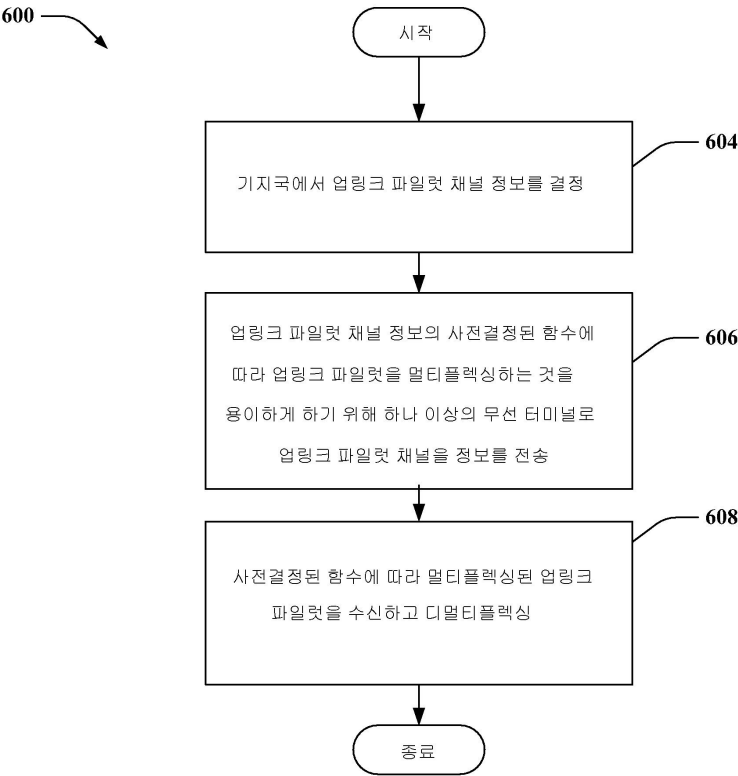 600
시작
604
기지국에서 업링크 파일럿 채널 정보를 결정
업링크 파일럿 채널 정보의 사전결정된 함수에
606
따라 업링크 파일럿을 멀티플렉싱하는 것을
용이하게 하기 위해 하나 이상의 무선 터미널로
업링크 파일럿 채널을 정보를 전송
608
사전결정된 함수에 따라 멀티플렉싱된 업링크
파일럿을 수신하고 디멀티플렉싱
종료